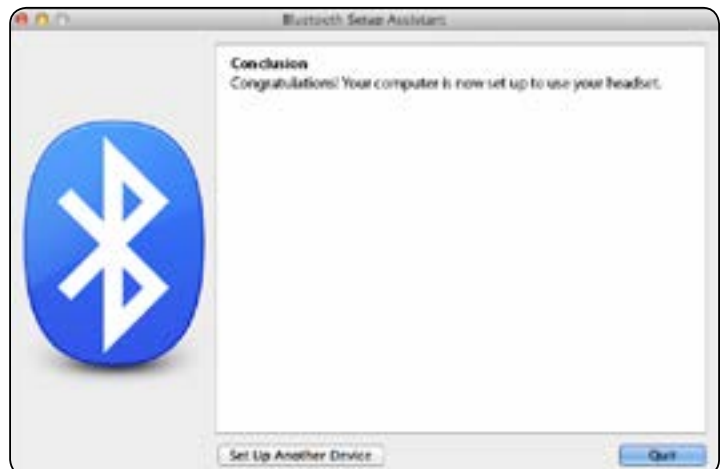 Bluetooth Setup Assistant
Conclusion
Congratulations! Your computer is now set up to use your headset.
Set Up Another Device
Quit